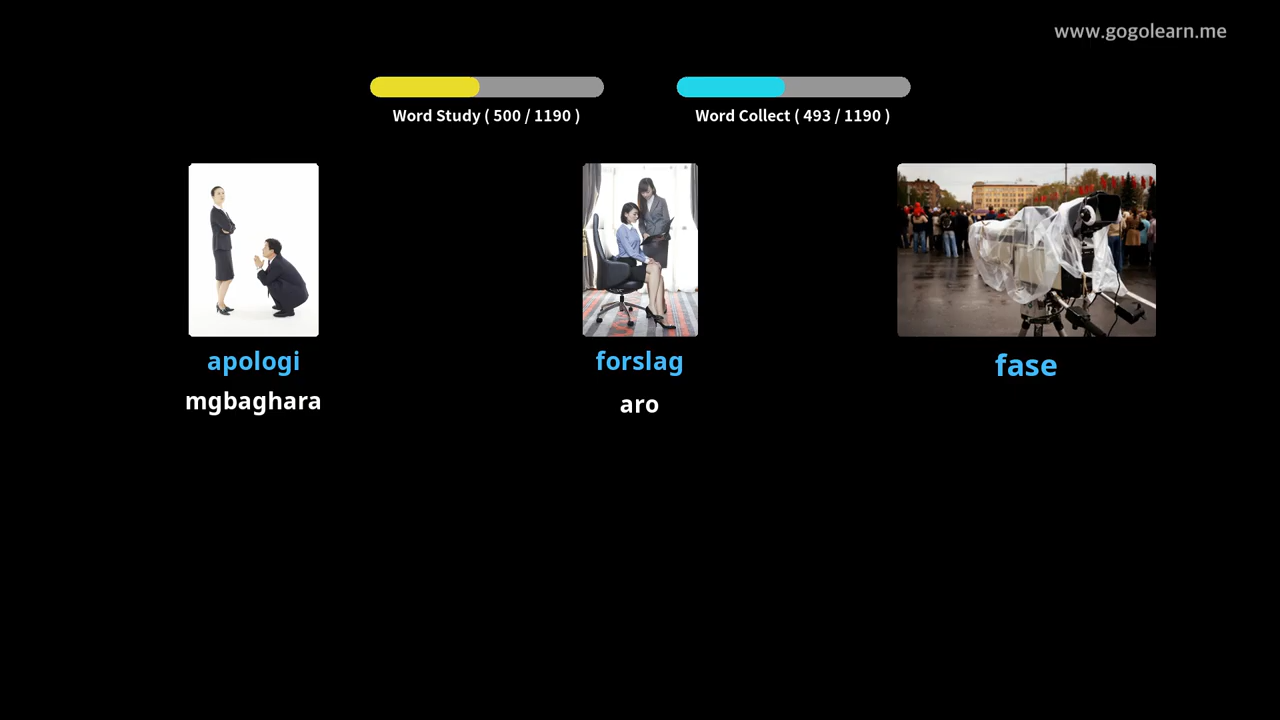 www.gogolearn.me
Word Study ( 500 / 1190 )
Word Collect ( 493 / 1190 )
apologi
mgbaghara
forslag
aro
fase